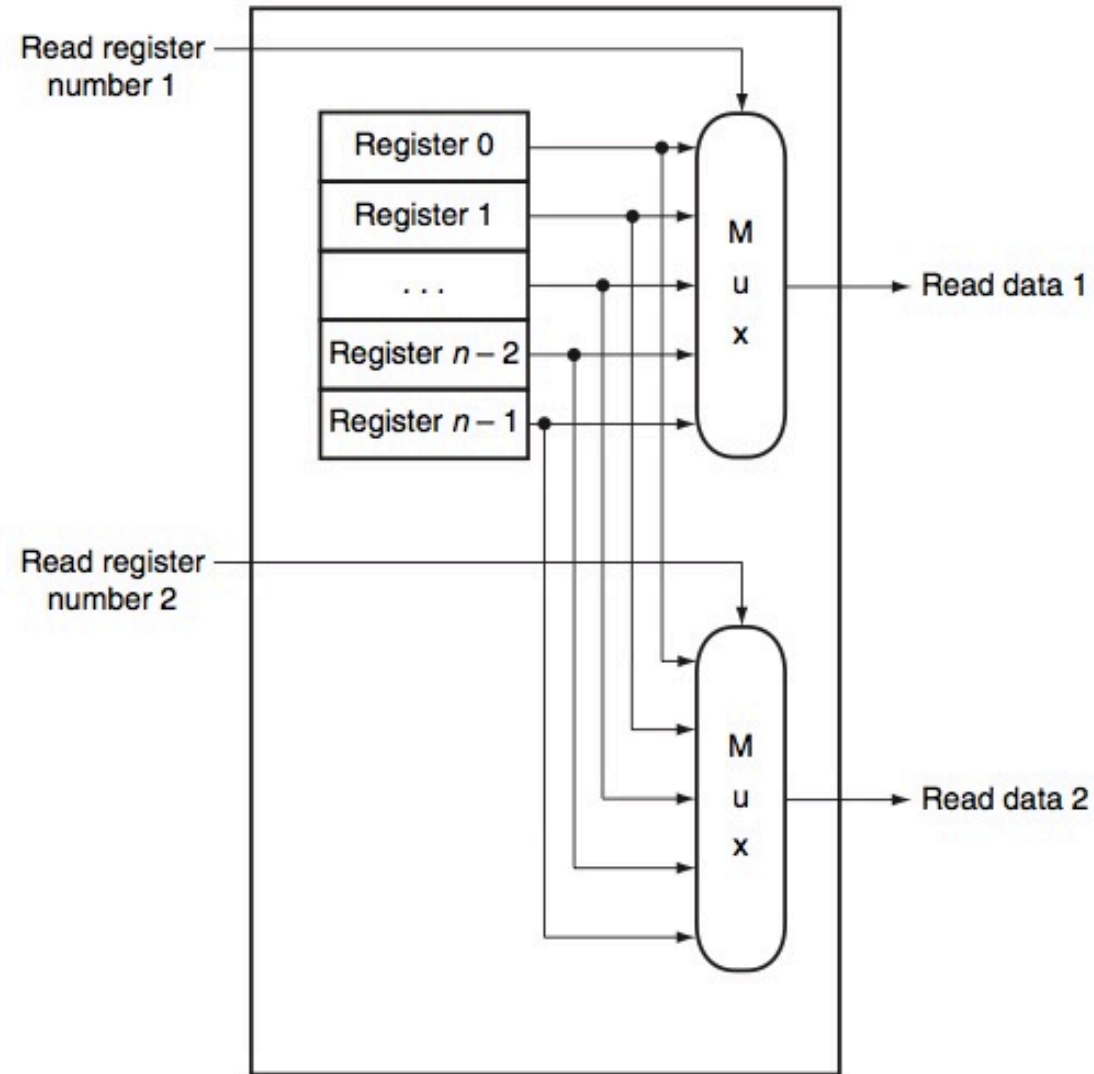 Read register
number 1
Register 0
Register 1
. . .
Register n – 2
Register n – 1
M
u
x
Read data 1
Read register
number 2
M
u
x
Read data 2